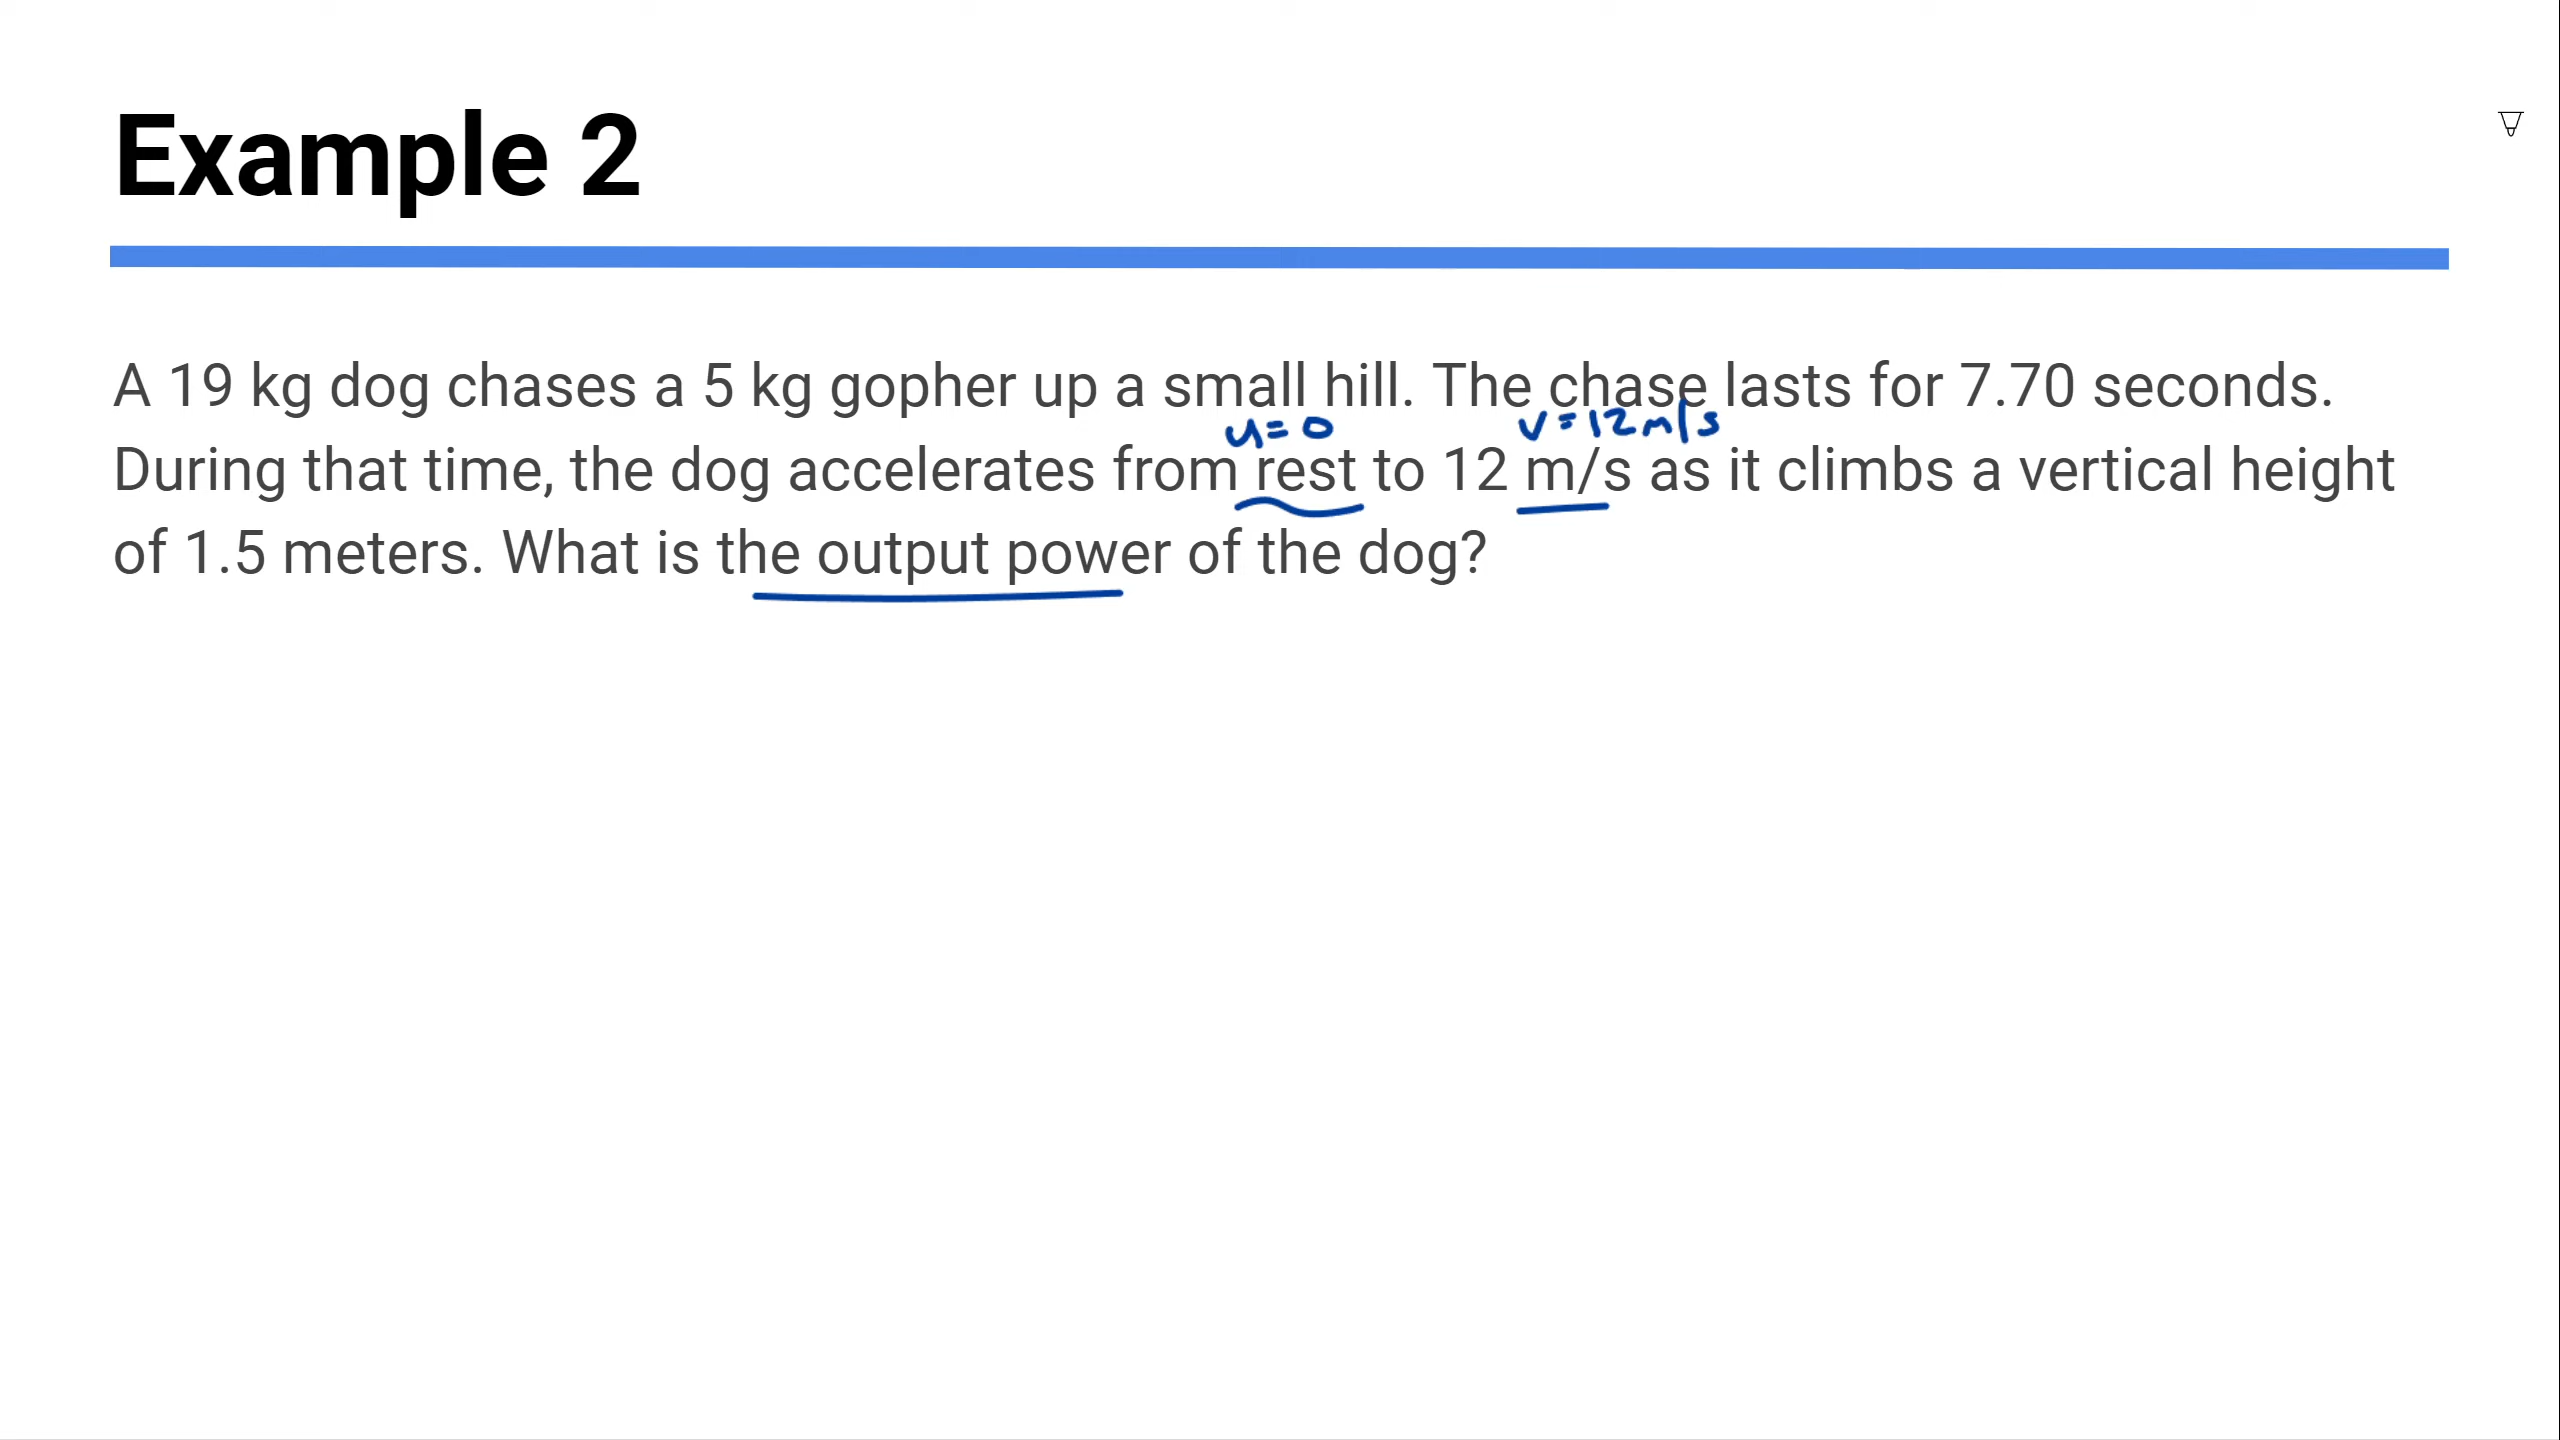 Example 2
A 19 kg dog chases a 5 kg gopher up a small hill. The chase lasts for 7.70 seconds.
u=0 v=12m/s
During that time, the dog accelerates from rest to 12 m/s as it climbs a vertical height
of 1.5 meters. What is the output power of the dog?